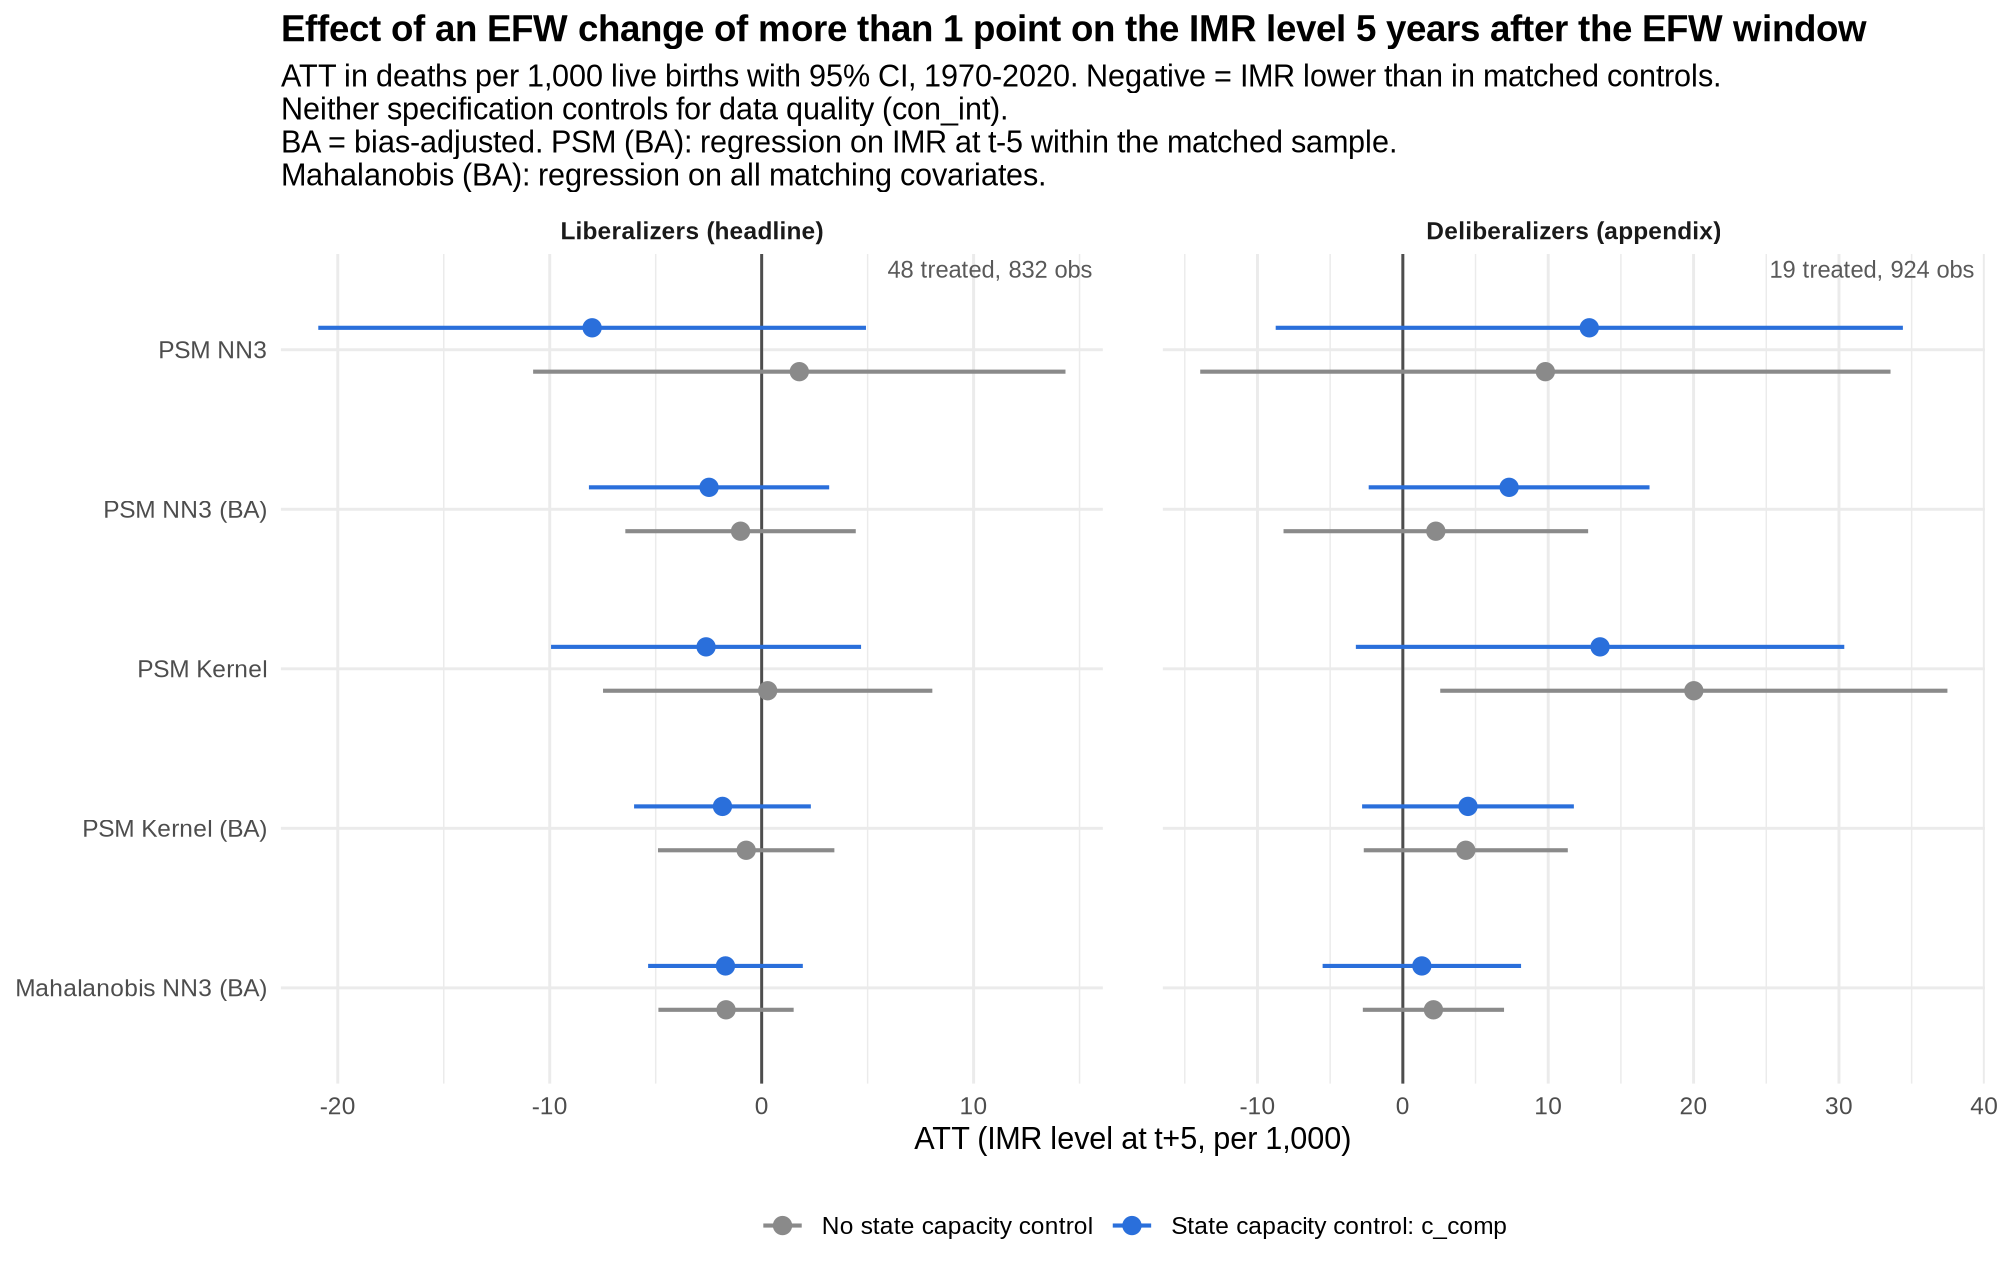 Effect of an EFW change of more than 1 point on the IMR level 5 years after the EFW window
ATT in deaths per 1,000 live births with 95% CI, 1970-2020. Negative = IMR lower than in matched controls.
Neither specification controls for data quality (con_int).
BA = bias-adjusted. PSM (BA): regression on IMR at t-5 within the matched sample.
Mahalanobis (BA): regression on all matching covariates.
Liberalizers (headline)
Deliberalizers (appendix)
48 treated, 832 obs
19 treated, 924 obs
PSM NN3
PSM NN3 (BA)
PSM Kernel
PSM Kernel (BA)
Mahalanobis NN3 (BA)
-20 -10 0 10
-10 0 10 20 30 40
ATT (IMR level at t+5, per 1,000)
No state capacity control
State capacity control: c_comp